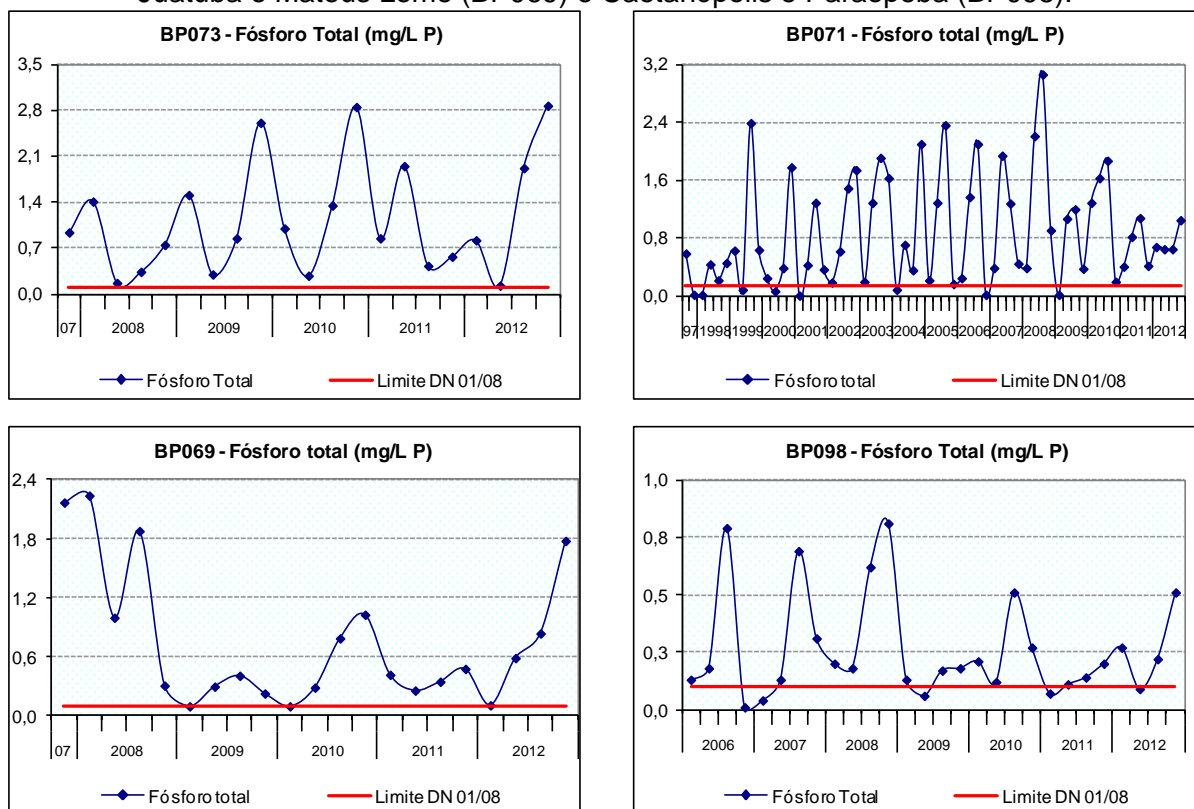 Juatuba e Mateus Leme (BP069) e Caetanópolis e Paraopeba (BP098).
BP073 - Fósforo Total (mg/L P)
3,5
2,8
2,1
1,4
0,7
0,0
07 2008 2009 2010 2011 2012
Fósforo Total Limite DN 01/08
BP071 - Fósforo total (mg/L P)
3,2
2,4
1,6
0,8
0,0
97 1998 1999 2000 2001 2002 2003 2004 2005 2006 2007 2008 2009 2010 2011 2012
Fósforo total Limite DN 01/08
BP069 - Fósforo total (mg/L P)
2,4
1,8
1,2
0,6
0,0
07 2008 2009 2010 2011 2012
Fósforo total Limite DN 01/08
BP098 - Fósforo Total (mg/L P)
1,0
0,8
0,5
0,3
0,0
2006 2007 2008 2009 2010 2011 2012
Fósforo Total Limite DN 01/08